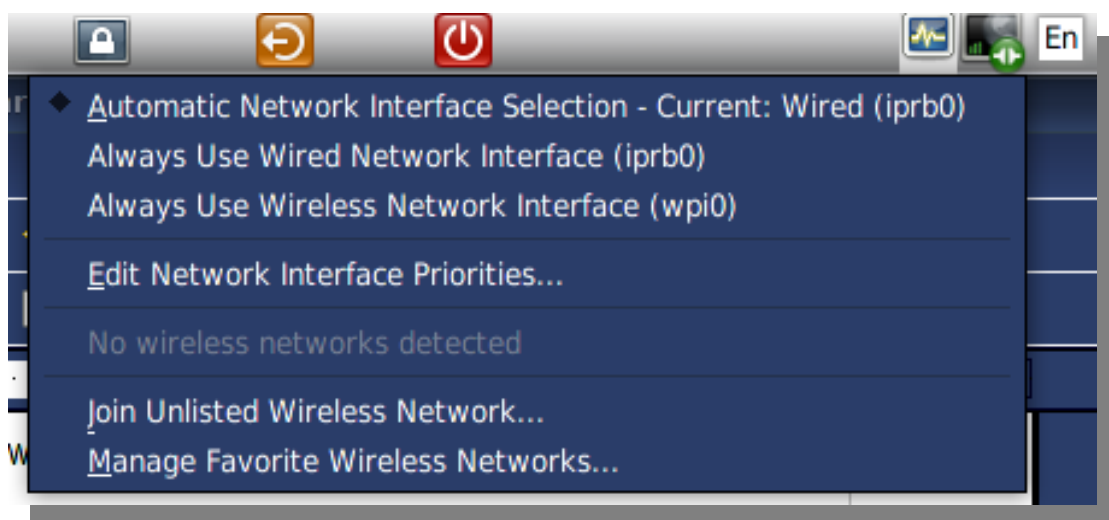 En
Automatic Network Interface Selection - Current: Wired (iprb0)
Always Use Wired Network Interface (iprb0)
Always Use Wireless Network Interface (wpi0)
Edit Network Interface Priorities...
No wireless networks detected
Join Unlisted Wireless Network...
Manage Favorite Wireless Networks...